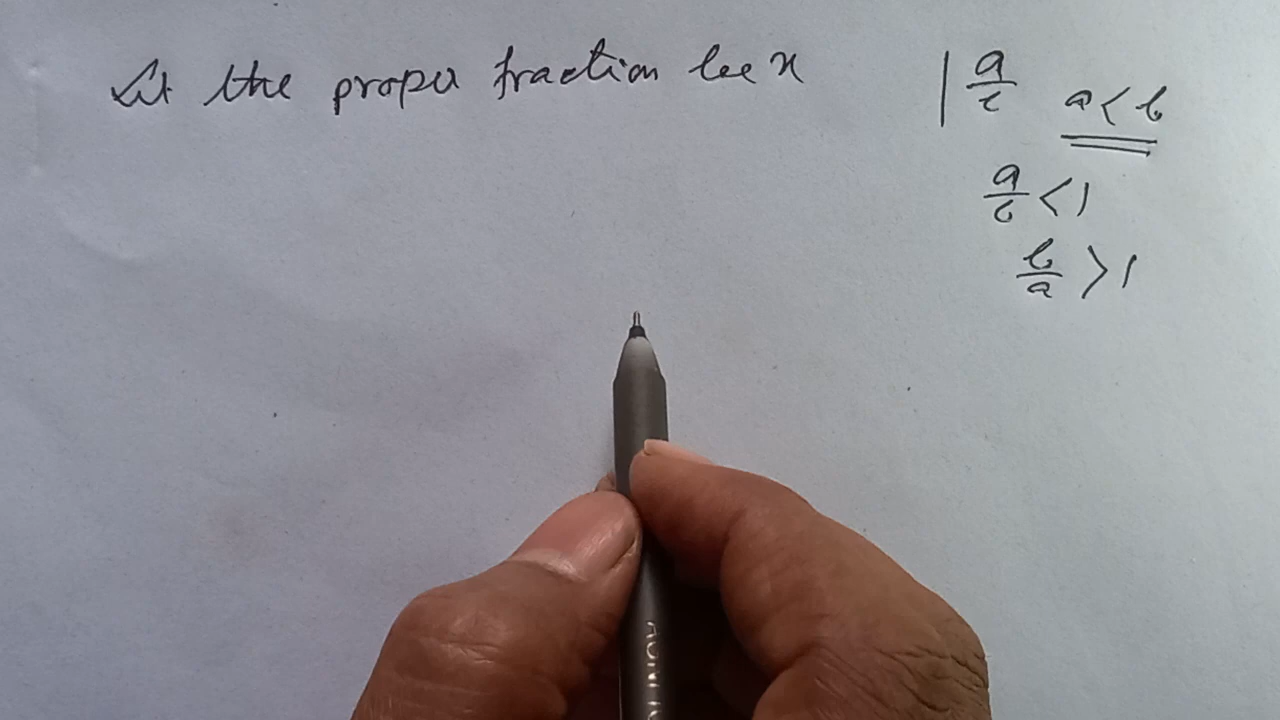 Let the proper fraction be x
a/b a<b
a/b <1
b/a >1